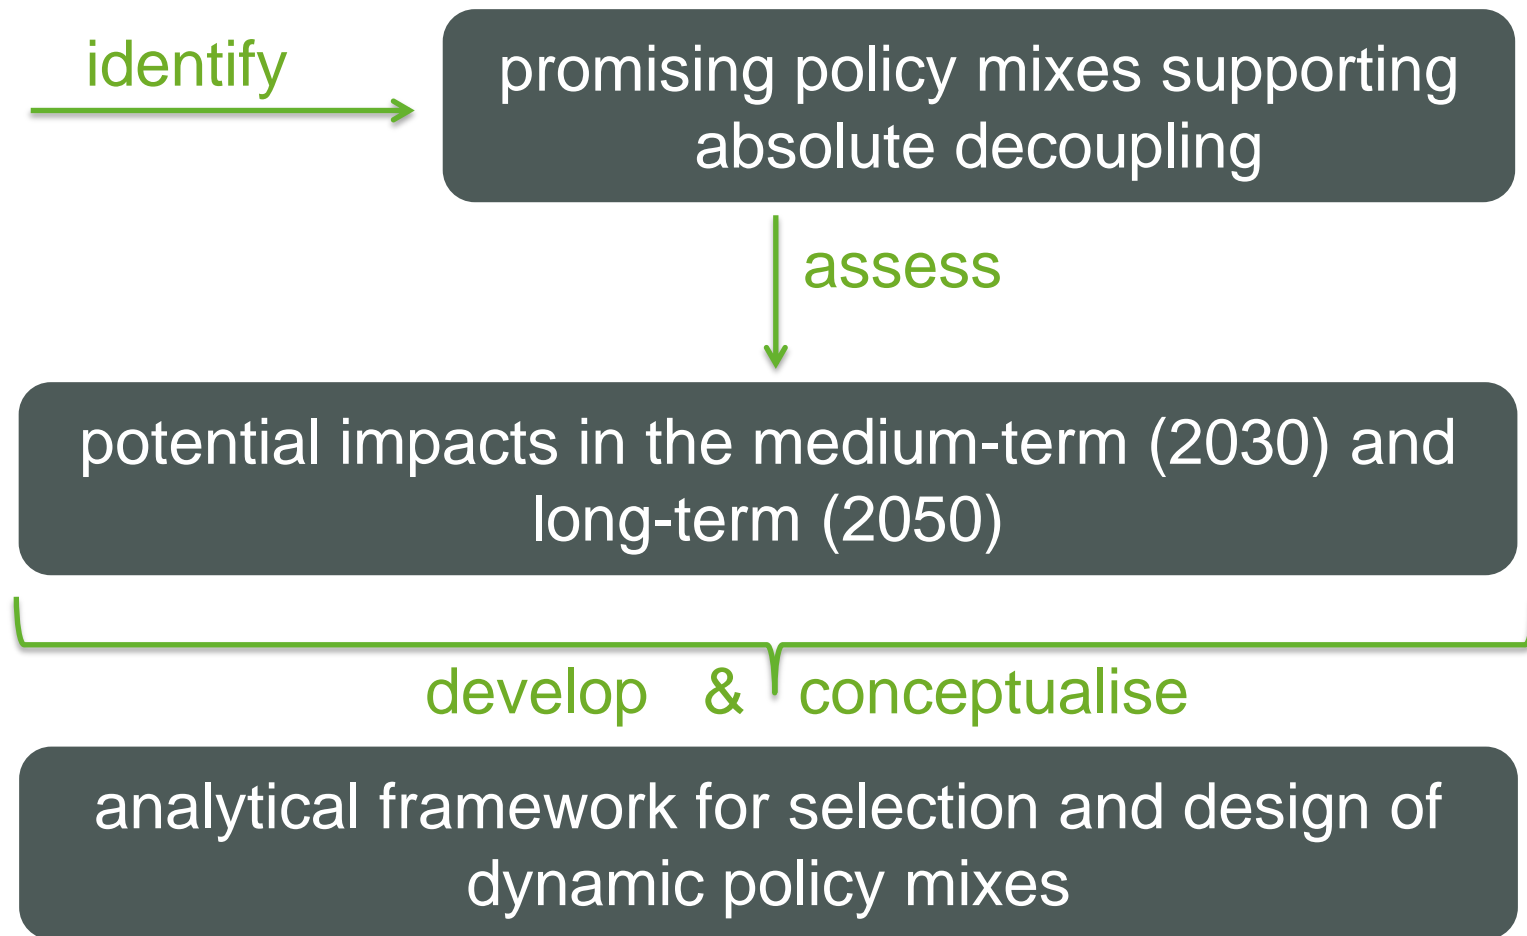 identify
promising policy mixes supporting
absolute decoupling
assess
potential impacts in the medium-term (2030) and
long-term (2050)
develop & conceptualise
analytical framework for selection and design of
dynamic policy mixes